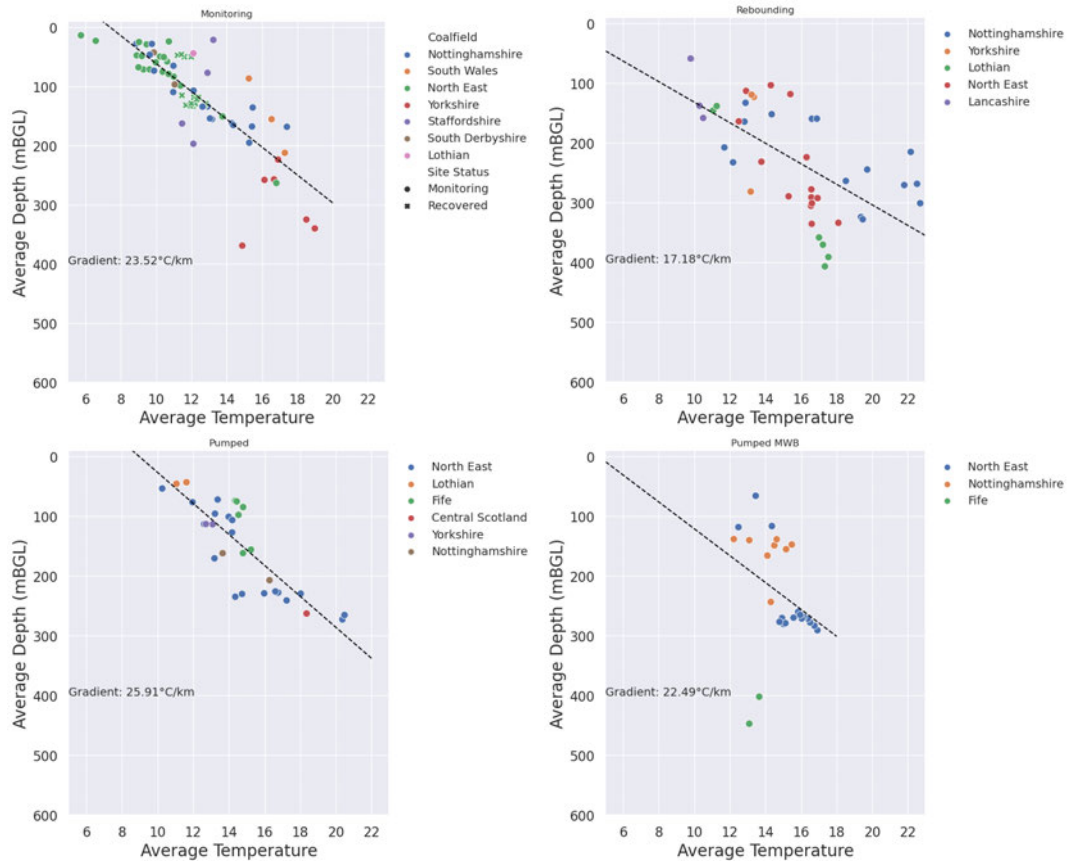 Monitoring
0
100
200
300
400
500
600
Average Depth (mBGL)
Gradient: 23.52°C/km
6 8 10 12 14 16 18 20 22
Average Temperature
Coalfield
Nottinghamshire
South Wales
North East
Yorkshire
Staffordshire
South Derbyshire
Lothian
Site Status
Monitoring
Recovered
Rebounding
0
100
200
300
400
500
600
Average Depth (mBGL)
Gradient: 17.18°C/km
6 8 10 12 14 16 18 20 22
Average Temperature
Nottinghamshire
Yorkshire
Lothian
North East
Lancashire
Pumped
0
100
200
300
400
500
600
Average Depth (mBGL)
Gradient: 25.91°C/km
6 8 10 12 14 16 18 20 22
Average Temperature
North East
Lothian
Fife
Central Scotland
Yorkshire
Nottinghamshire
Pumped MWB
0
100
200
300
400
500
600
Average Depth (mBGL)
Gradient: 22.49°C/km
6 8 10 12 14 16 18 20 22
Average Temperature
North East
Nottinghamshire
Fife